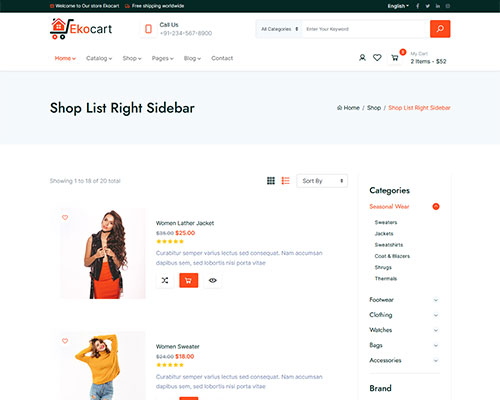 Welcome to Our store Ekocart
Free shipping worldwide
English
Ekocart
Call Us
+91-234-567-8900
All Categories
Enter Your Keyword
Home
Catalog
Shop
Pages
Blog
Contact
0
My Cart
2 Items - $52
Shop List Right Sidebar
Home / Shop / Shop List Right Sidebar
Showing 1 to 18 of 20 total
Sort By
Women Lather Jacket
$38.00 $25.00
Curabitur semper varius lectus sed consequat. Nam accumsan
dapibus sem, sed lobortis nisi porta vitae
Women Sweater
$24.00 $18.00
Curabitur semper varius lectus sed consequat. Nam accumsan
dapibus sem, sed lobortis nisi porta vitae
Categories
Seasonal Wear
Sweaters
Jackets
Sweatshirts
Coat & Blazers
Shrugs
Thermals
Footwear
Clothing
Watches
Bags
Accessories
Brand